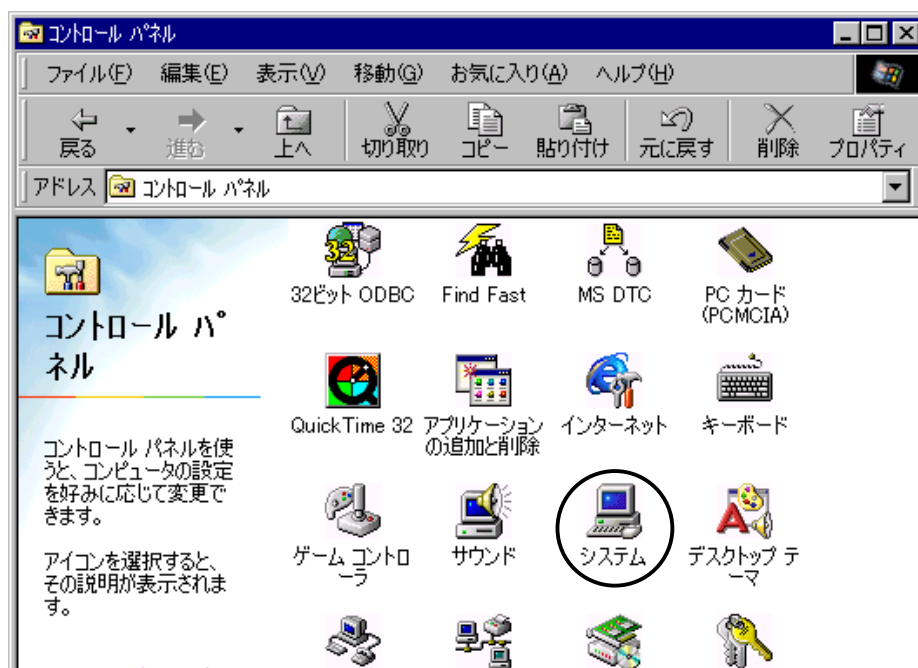 コントロール パネル
ファイル(F) 編集(E) 表示(V) 移動(G) お気に入り(A) ヘルプ(H)
戻る 進む 上へ 切り取り コピー 貼り付け 元に戻す 削除 プロパティ
アドレス コントロール パネル
コントロール パ
ネル
コントロール パネルを使
うと、コンピュータの設定
を好みに応じて変更で
きます。
アイコンを選択すると、
その説明が表示されま
す。
32
32ビット ODBC Find Fast MS DTC PC カード
(PCMCIA)
QuickTime 32 アプリケーション インターネット キーボード
の追加と削除
ゲーム コントロ サウンド システム デスクトップ テ
ーラ ーマ